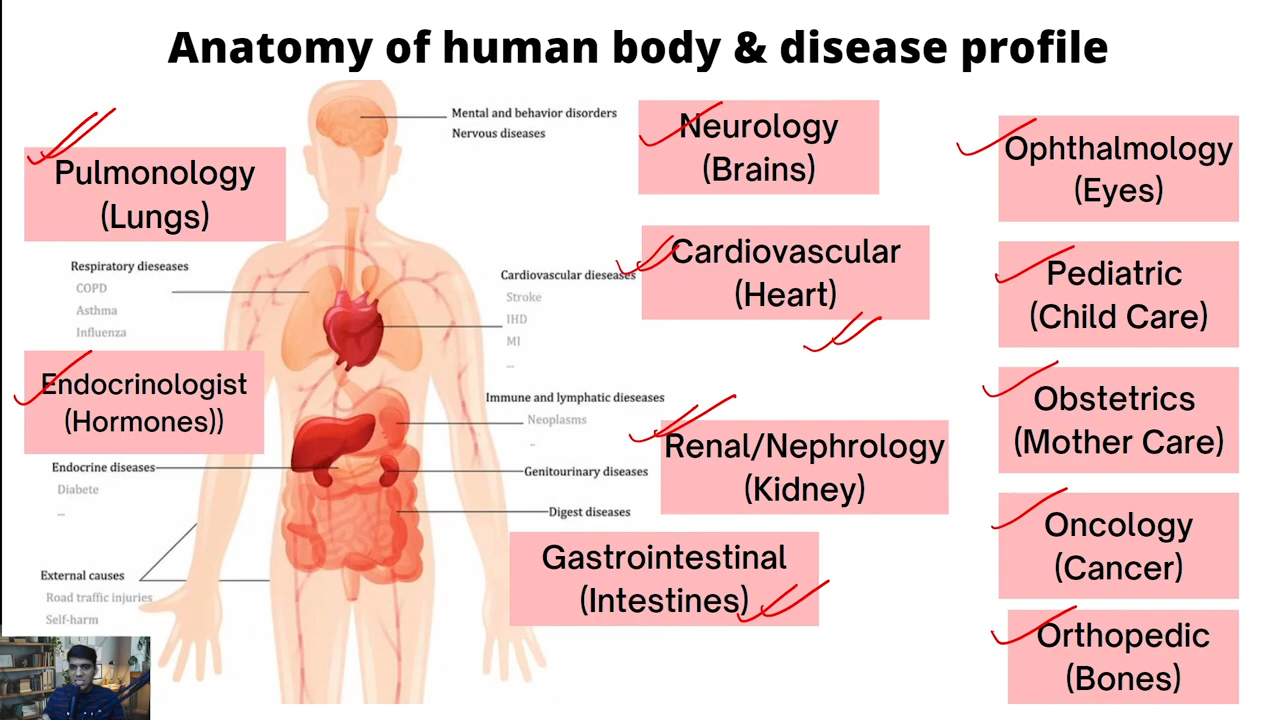 Anatomy of human body & disease profile
Mental and behavior disorders
Nervous diseases
Neurology
(Brains)
Ophthalmology
(Eyes)
Pulmonology
(Lungs)
Respiratory dieseases
COPD
Asthma
Influenza
Cardiovascular dieseases
Stroke
IHD
MI
...
Cardiovascular
(Heart)
Pediatric
(Child Care)
Endocrinologist
(Hormones))
Immune and lymphatic dieseases
Neoplasms
..
Obstetrics
(Mother Care)
Renal/Nephrology
(Kidney)
Endocrine diseases
Diabete
...
Genitourinary diseases
Digest diseases
Oncology
(Cancer)
Gastrointestinal
(Intestines)
External causes
Road traffic injuries
Self-harm
Orthopedic
(Bones)